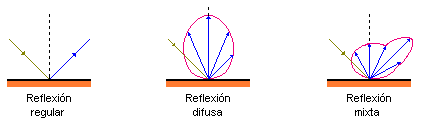 Reflexión
regular
Reflexión
difusa
Reflexión
mixta